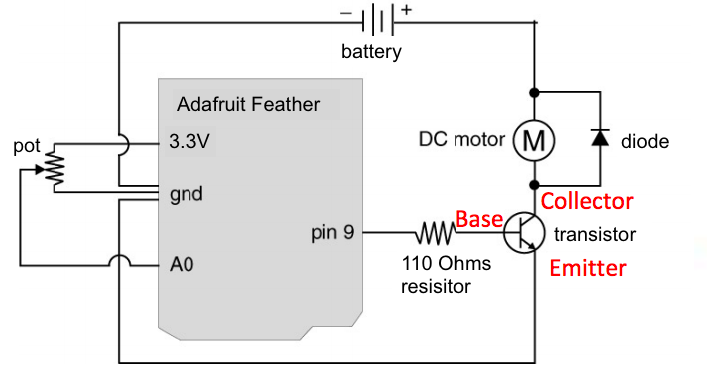 − +
battery
Adafruit Feather
pot
3.3V
DC motor
M
diode
gnd
Collector
Base
pin 9
transistor
A0
110 Ohms
resisitor
Emitter